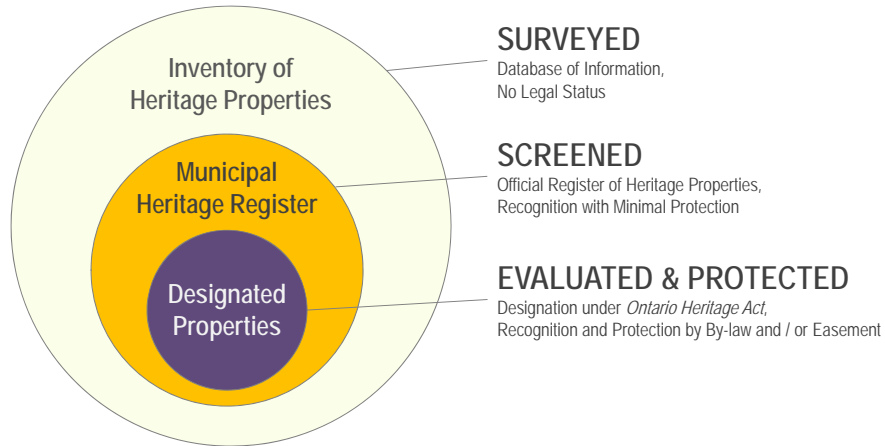 Inventory of
Heritage Properties
SURVEYED
Database of Information,
No Legal Status
Municipal
Heritage Register
SCREENED
Official Register of Heritage Properties,
Recognition with Minimal Protection
Designated
Properties
EVALUATED & PROTECTED
Designation under Ontario Heritage Act,
Recognition and Protection by By-law and / or Easement